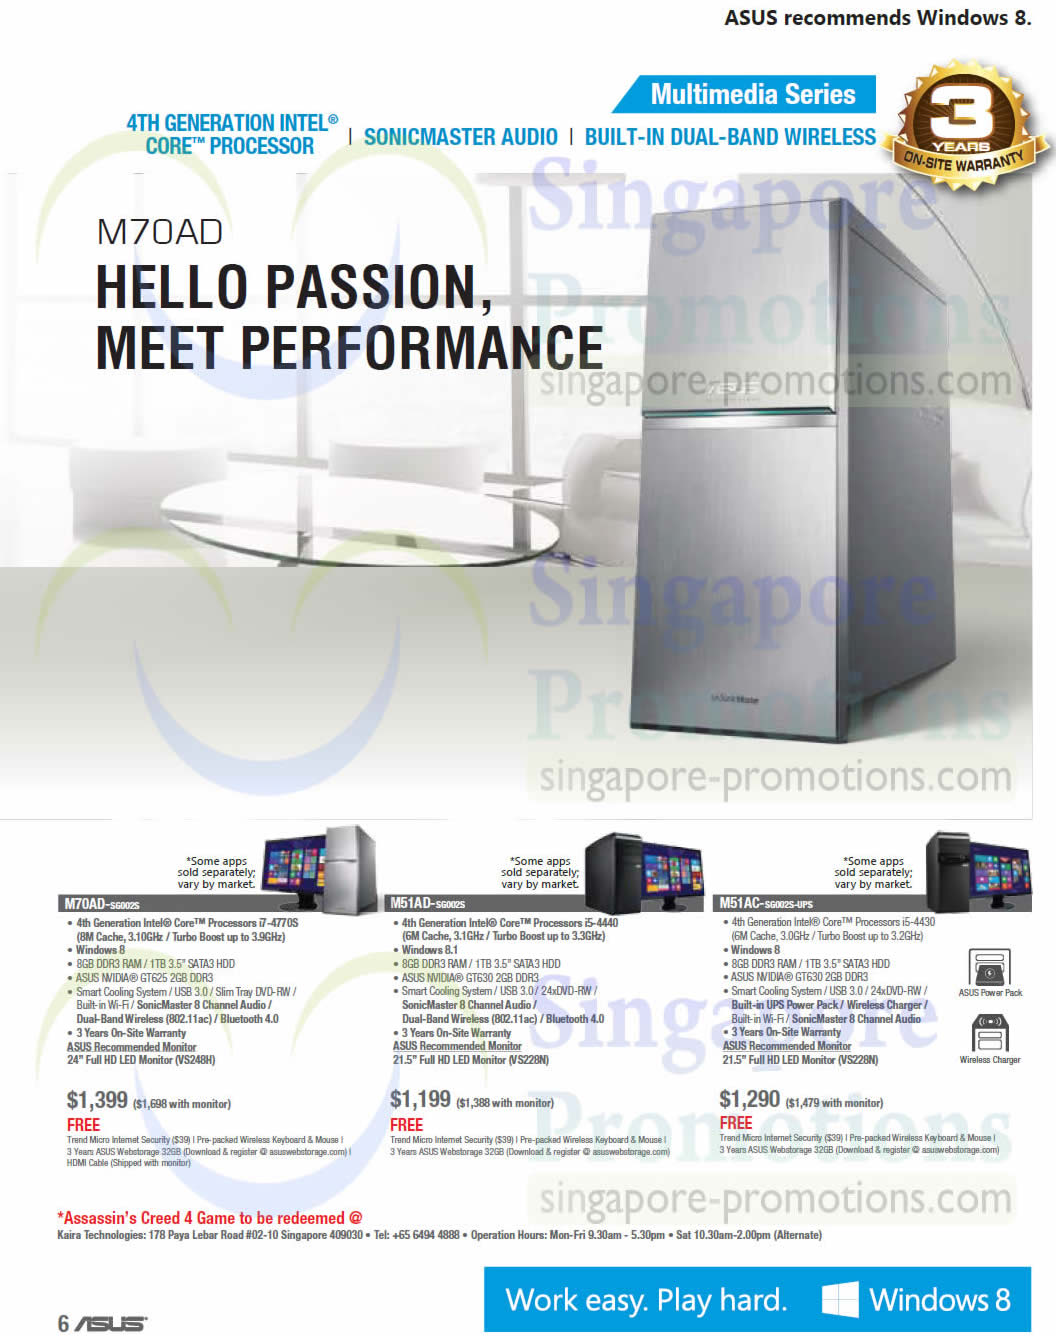 ASUS recommends Windows 8.
Multimedia Series
4TH GENERATION INTEL®
CORE™ PROCESSOR
| SONICMASTER AUDIO | BUILT-IN DUAL-BAND WIRELESS
3
YEARS
ON-SITE WARRANTY
M70AD
HELLO PASSION,
MEET PERFORMANCE
Singapore
Promotions
singapore-promotions.com
ASUS
SonicMaster
Singapore
Promotions
singapore-promotions.com
*Some apps
sold separately;
vary by market.
M70AD-SG002S
• 4th Generation Intel® Core™ Processors i7-4770S
(8M Cache, 3.10GHz / Turbo Boost up to 3.9GHz)
• Windows 8
• 8GB DDR3 RAM / 1TB 3.5" SATA3 HDD
• ASUS NVIDIA® GT625 2GB DDR3
• Smart Cooling System / USB 3.0 / Slim Tray DVD-RW /
Built-in Wi-Fi / SonicMaster 8 Channel Audio /
Dual-Band Wireless (802.11ac) / Bluetooth 4.0
• 3 Years On-Site Warranty
ASUS Recommended Monitor
24" Full HD LED Monitor (VS248H)
$1,399 ($1,698 with monitor)
FREE
Trend Micro Internet Security ($39) | Pre-packed Wireless Keyboard & Mouse |
3 Years ASUS Webstorage 32GB (Download & register @ asuswebstorage.com) |
HDMI Cable (Shipped with monitor)
*Some apps
sold separately;
vary by market.
M51AD-SG002S
• 4th Generation Intel® Core™ Processors i5-4440
(6M Cache, 3.1GHz / Turbo Boost up to 3.3GHz)
• Windows 8.1
• 8GB DDR3 RAM / 1TB 3.5" SATA3 HDD
• ASUS NVIDIA® GT630 2GB DDR3
• Smart Cooling System / USB 3.0 / 24xDVD-RW /
SonicMaster 8 Channel Audio /
Dual-Band Wireless (802.11ac) / Bluetooth 4.0
• 3 Years On-Site Warranty
ASUS Recommended Monitor
21.5" Full HD LED Monitor (VS228N)
$1,199 ($1,388 with monitor)
FREE
Trend Micro Internet Security ($39) | Pre-packed Wireless Keyboard & Mouse |
3 Years ASUS Webstorage 32GB (Download & register @ asuswebstorage.com)
*Some apps
sold separately;
vary by market.
M51AC-SG002S-UPS
• 4th Generation Intel® Core™ Processors i5-4430
(6M Cache, 3.0GHz / Turbo Boost up to 3.2GHz)
• Windows 8
• 8GB DDR3 RAM / 1TB 3.5" SATA3 HDD
• ASUS NVIDIA® GT630 2GB DDR3
• Smart Cooling System / USB 3.0 / 24xDVD-RW /
Built-in UPS Power Pack / Wireless Charger /
Built-in Wi-Fi / SonicMaster 8 Channel Audio
• 3 Years On-Site Warranty
ASUS Recommended Monitor
21.5" Full HD LED Monitor (VS228N)
ASUS Power Pack
Wireless Charger
$1,290 ($1,479 with monitor)
FREE
Trend Micro Internet Security ($39) | Pre-packed Wireless Keyboard & Mouse |
3 Years ASUS Webstorage 32GB (Download & register @ asuswebstorage.com)
Singapore
Promotions
singapore-promotions.com
*Assassin's Creed 4 Game to be redeemed @
Kaira Technologies: 178 Paya Lebar Road #02-10 Singapore 409030 • Tel: +65 6494 4888 • Operation Hours: Mon-Fri 9.30am - 5.30pm • Sat 10.30am-2.00pm (Alternate)
Work easy. Play hard. Windows 8
6 ASUS